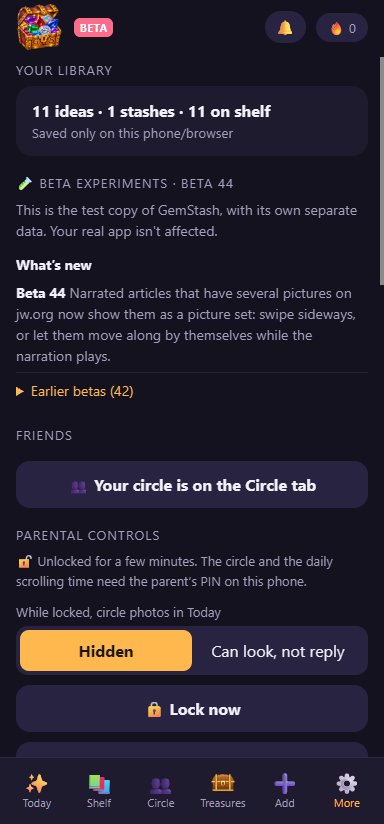 BETA
0
YOUR LIBRARY
11 ideas · 1 stashes · 11 on shelf
Saved only on this phone/browser
BETA EXPERIMENTS · BETA 44
This is the test copy of GemStash, with its own separate
data. Your real app isn't affected.
What's new
Beta 44 Narrated articles that have several pictures on
jw.org now show them as a picture set: swipe sideways,
or let them move along by themselves while the
narration plays.
Earlier betas (42)
FRIENDS
Your circle is on the Circle tab
PARENTAL CONTROLS
Unlocked for a few minutes. The circle and the daily
scrolling time need the parent's PIN on this phone.
While locked, circle photos in Today
Hidden
Can look, not reply
Lock now
Today
Shelf
Circle
Treasures
Add
More